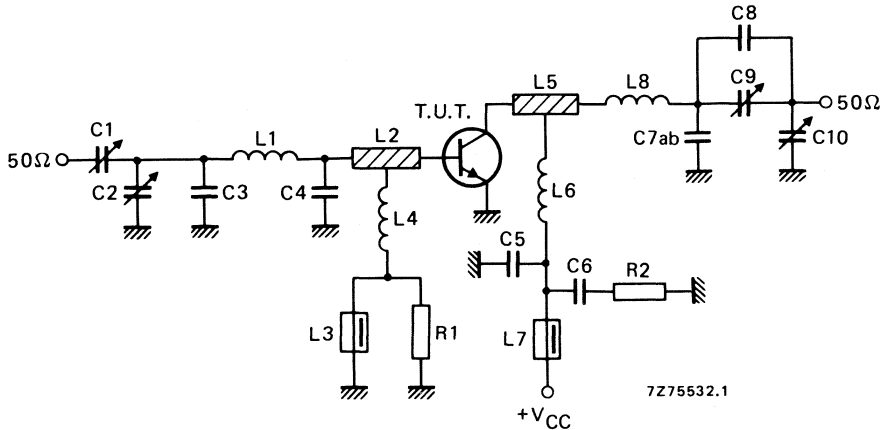 C8
L5
L8
C9
50Ω
T.U.T.
C1
L1
L2
C7ab
C10
50Ω
C2
C3
C4
L4
L6
C5
C6
R2
L3
R1
L7
7Z75532.1
+VCC